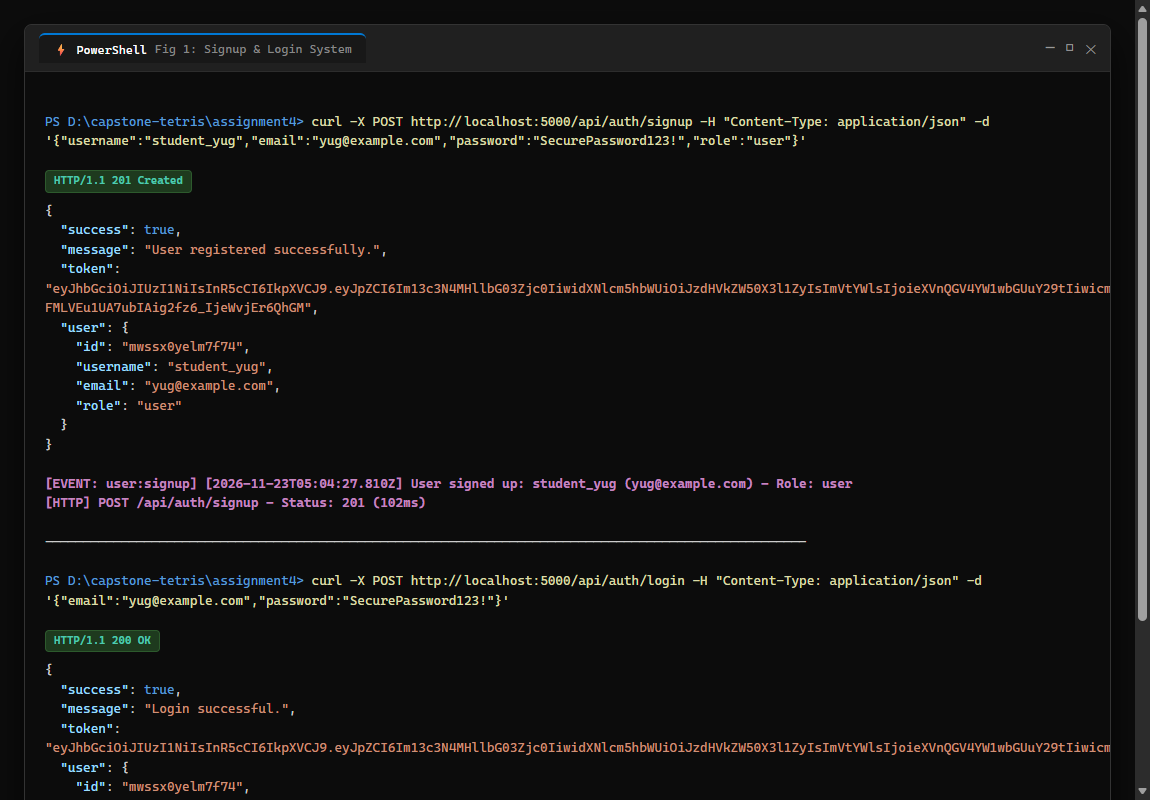 PowerShell Fig 1: Signup & Login System
PS D:\capstone-tetris\assignment4> curl -X POST http://localhost:5000/api/auth/signup -H "Content-Type: application/json" -d
'{"username":"student_yug","email":"yug@example.com","password":"SecurePassword123!","role":"user"}'
HTTP/1.1 201 Created
{
"success": true,
"message": "User registered successfully.",
"token":
"eyJhbGciOiJIUzI1NiIsInR5cCI6IkpXVCJ9.eyJpZCI6Im13c3N4MHllbG03Zjc0IiwidXNlcm5hbWUiOiJzdHVkZW50X3l1ZyIsImVtYWlsIjoieXVnQGV4YW1wbGUuY29tIiwicm
FMLVEu1UA7ubIAig2fz6_IjeWvjEr6QhGM",
"user": {
"id": "mwssx0yelm7f74",
"username": "student_yug",
"email": "yug@example.com",
"role": "user"
}
}
[EVENT: user:signup] [2026-11-23T05:04:27.810Z] User signed up: student_yug (yug@example.com) - Role: user
[HTTP] POST /api/auth/signup - Status: 201 (102ms)
PS D:\capstone-tetris\assignment4> curl -X POST http://localhost:5000/api/auth/login -H "Content-Type: application/json" -d
'{"email":"yug@example.com","password":"SecurePassword123!"}'
HTTP/1.1 200 OK
{
"success": true,
"message": "Login successful.",
"token":
"eyJhbGciOiJIUzI1NiIsInR5cCI6IkpXVCJ9.eyJpZCI6Im13c3N4MHllbG03Zjc0IiwidXNlcm5hbWUiOiJzdHVkZW50X3l1ZyIsImVtYWlsIjoieXVnQGV4YW1wbGUuY29tIiwicm
"user": {
"id": "mwssx0yelm7f74",